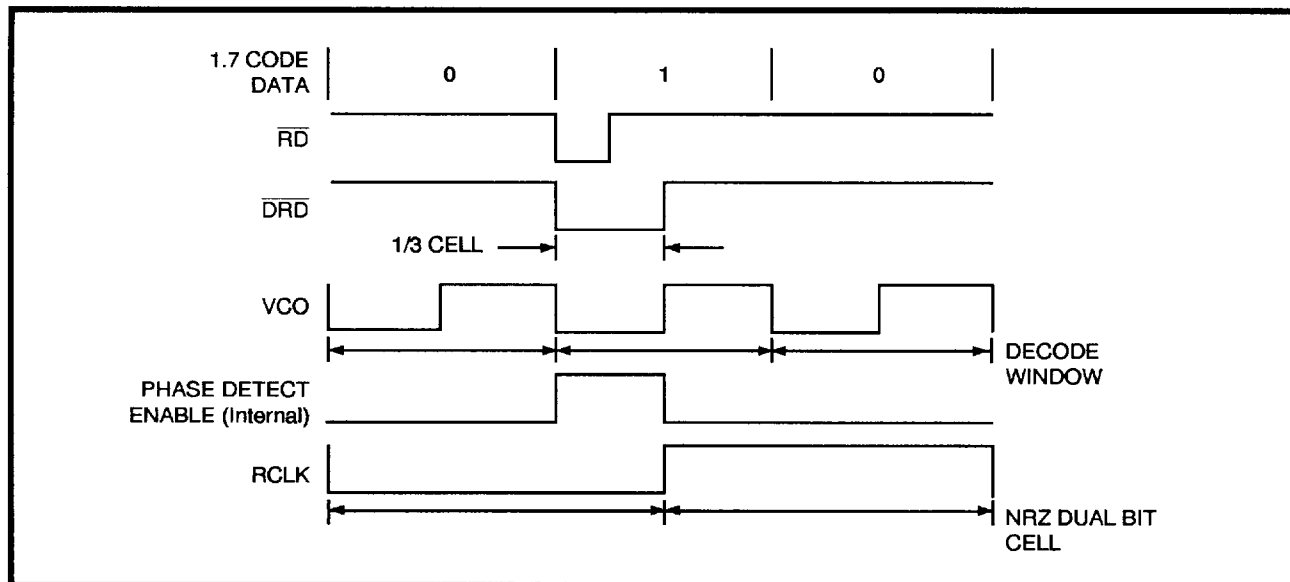 1.7 CODE
DATA
0 1 0
RD
DRD
1/3 CELL
VCO
DECODE
WINDOW
PHASE DETECT
ENABLE (Internal)
RCLK
NRZ DUAL BIT
CELL